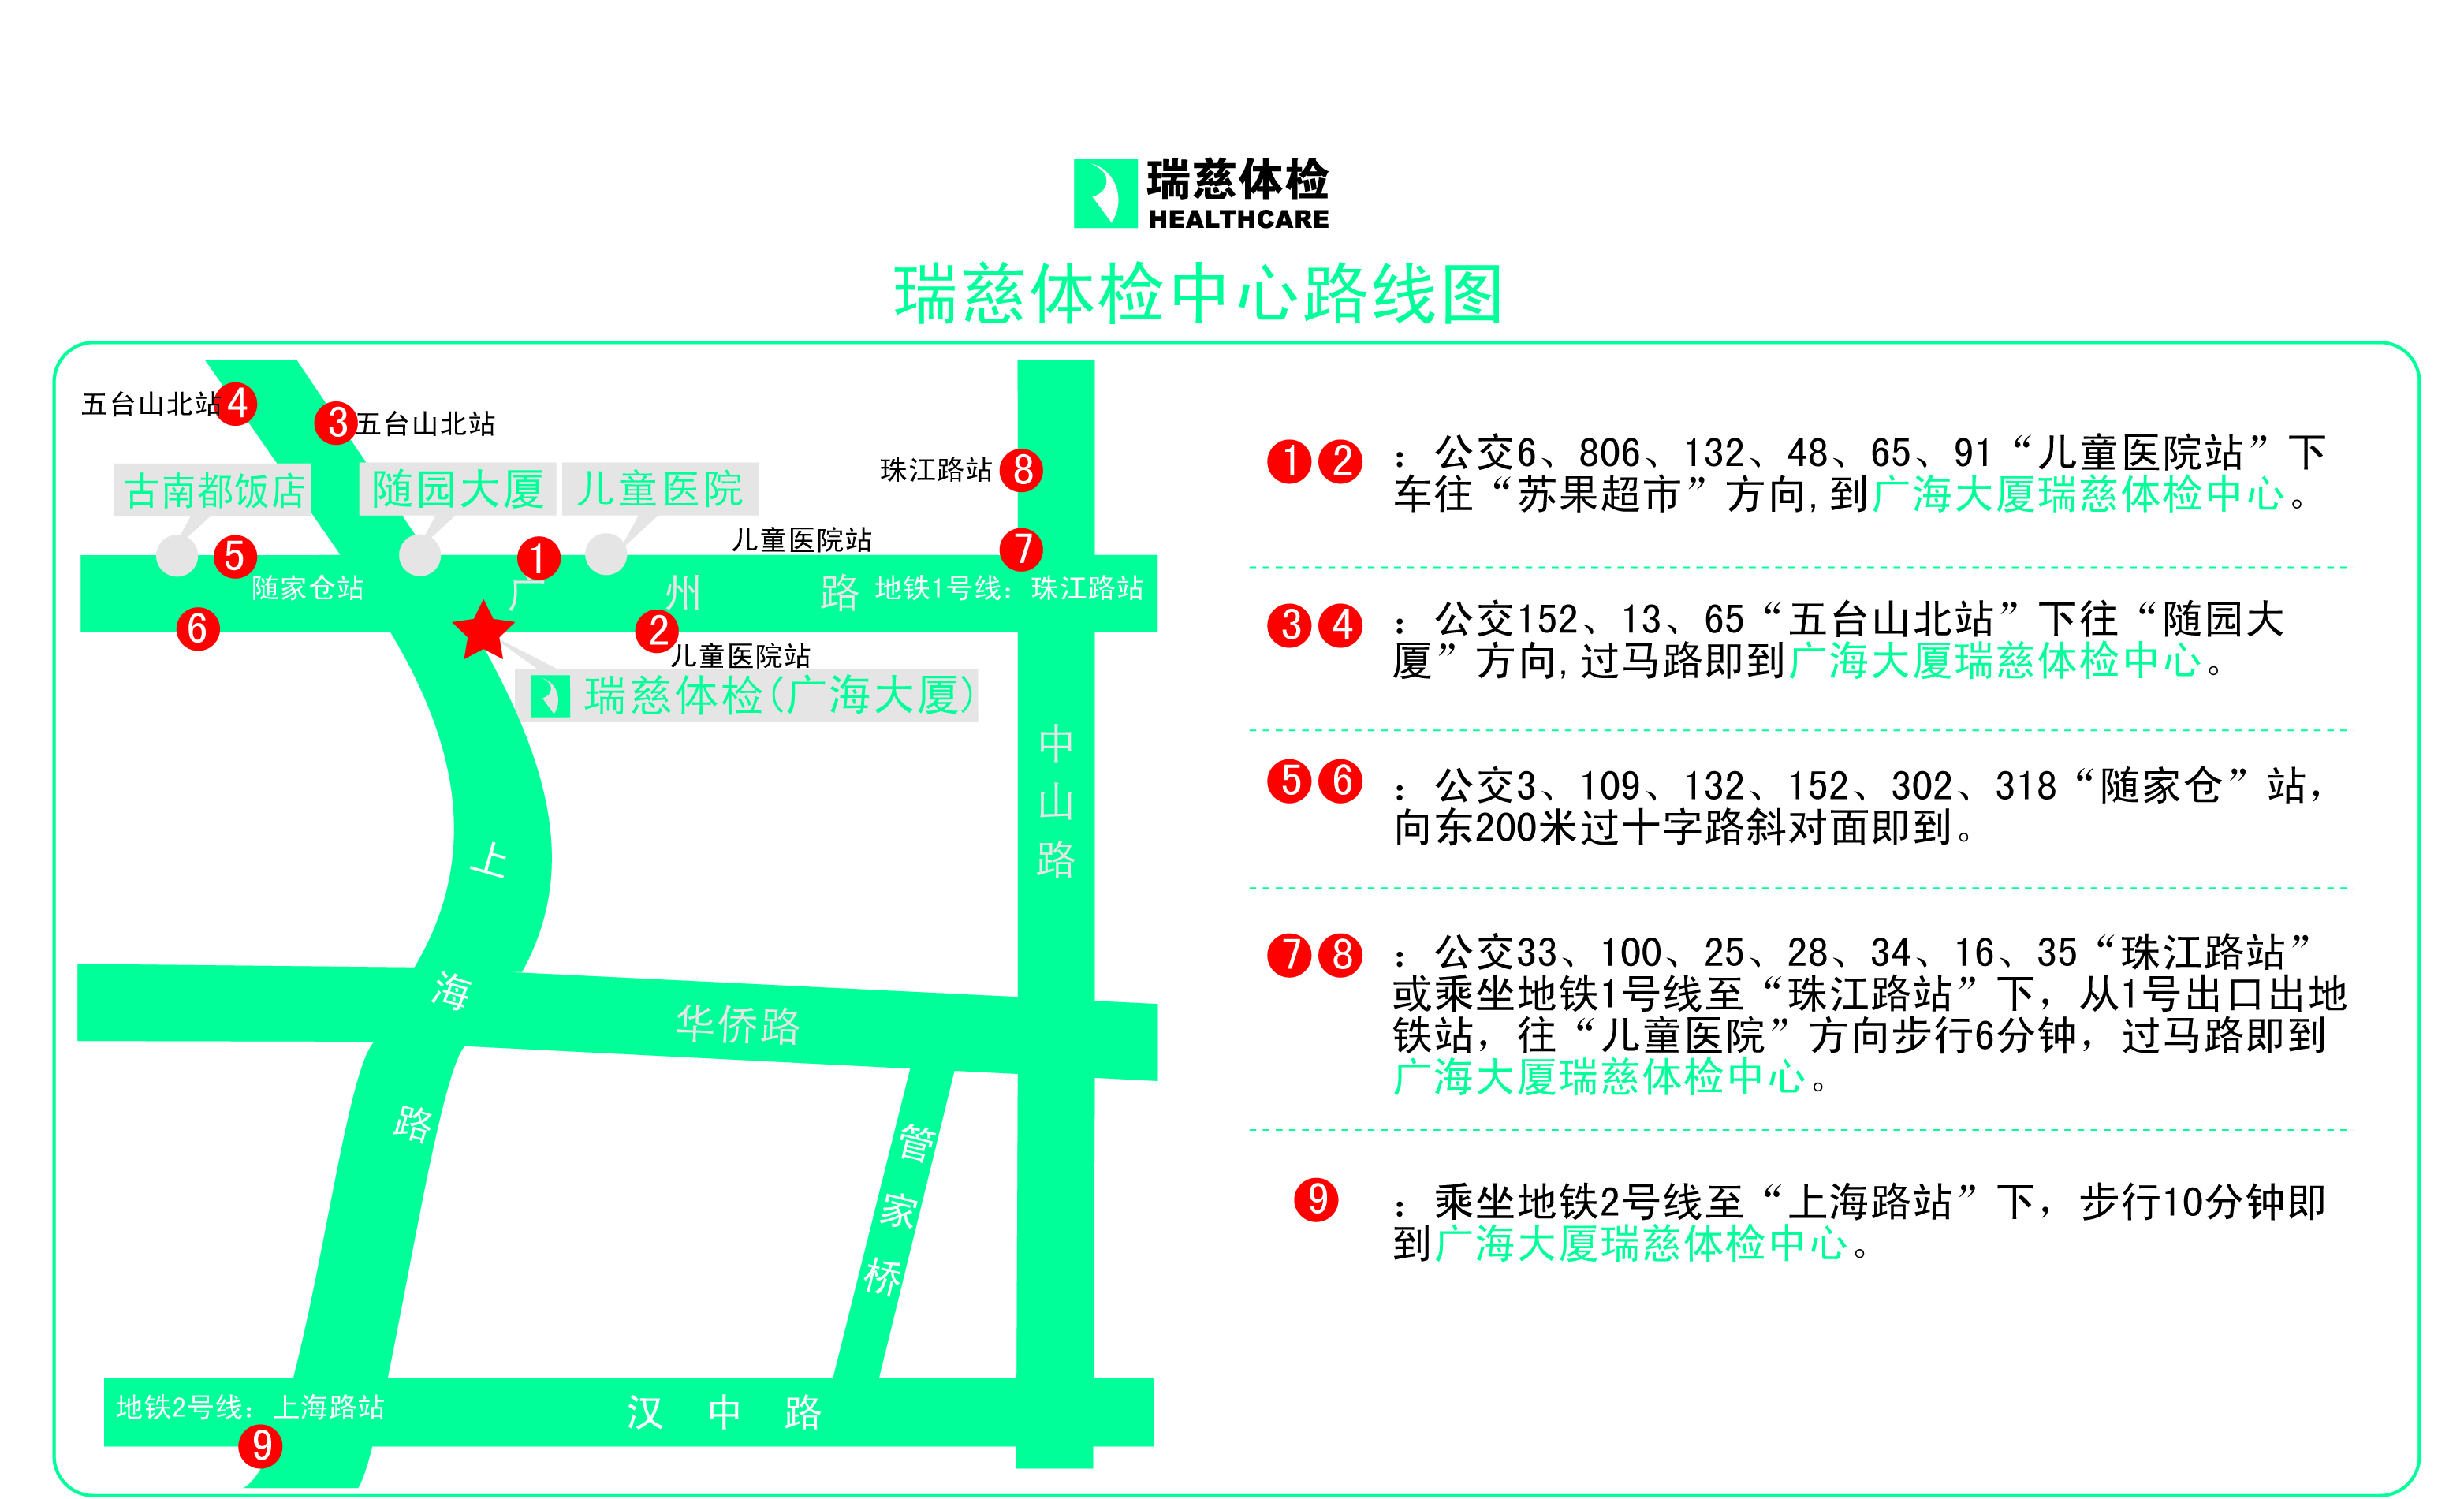 瑞慈体检
HEALTHCARE
瑞慈体检中心路线图
五台山北站
4
3
五台山北站
古南都饭店
随园大厦
儿童医院
珠江路站
8
儿童医院站
7
5
1
随家仓站
广州路
地铁1号线：珠江路站
6
2
儿童医院站
瑞慈体检(广海大厦)
中山路
上海路
华侨路
管家桥
地铁2号线：上海路站
汉中路
9
1 2 ：公交6、806、132、48、65、91“儿童医院站”下
车往“苏果超市”方向,到广海大厦瑞慈体检中心。
3 4 ：公交152、13、65“五台山北站”下往“随园大
厦”方向,过马路即到广海大厦瑞慈体检中心。
5 6 ：公交3、109、132、152、302、318“随家仓”站，
向东200米过十字路斜对面即到。
7 8 ：公交33、100、25、28、34、16、35“珠江路站”
或乘坐地铁1号线至“珠江路站”下，从1号出口出地
铁站，往“儿童医院”方向步行6分钟，过马路即到
广海大厦瑞慈体检中心。
9 ：乘坐地铁2号线至“上海路站”下，步行10分钟即
到广海大厦瑞慈体检中心。